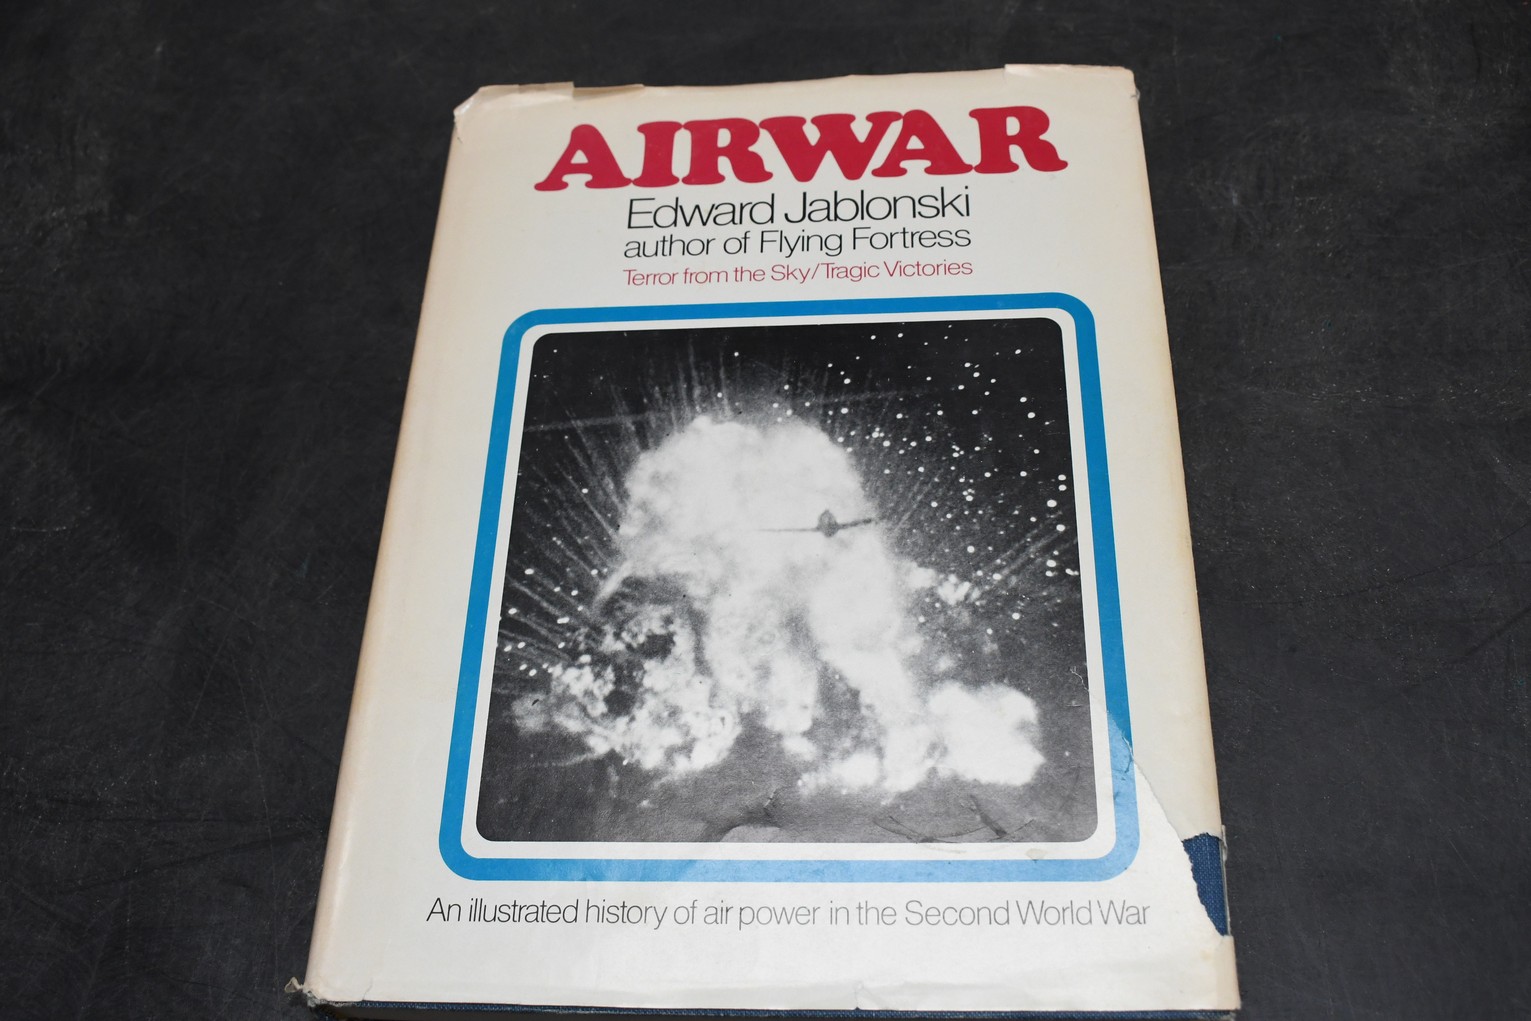 AIRWAR
Edward Jablonski
author of Flying Fortress
Terror from the Sky/Tragic Victories
An illustrated history of air power in the Second World War